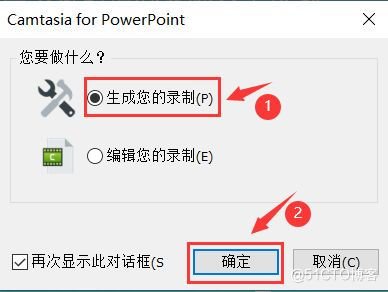 Camtasia for PowerPoint
您要做什么？
生成您的录制(P)
1
C
编辑您的录制(E)
2
再次显示此对话框(S
确定
取消(C)
@51CTO博客